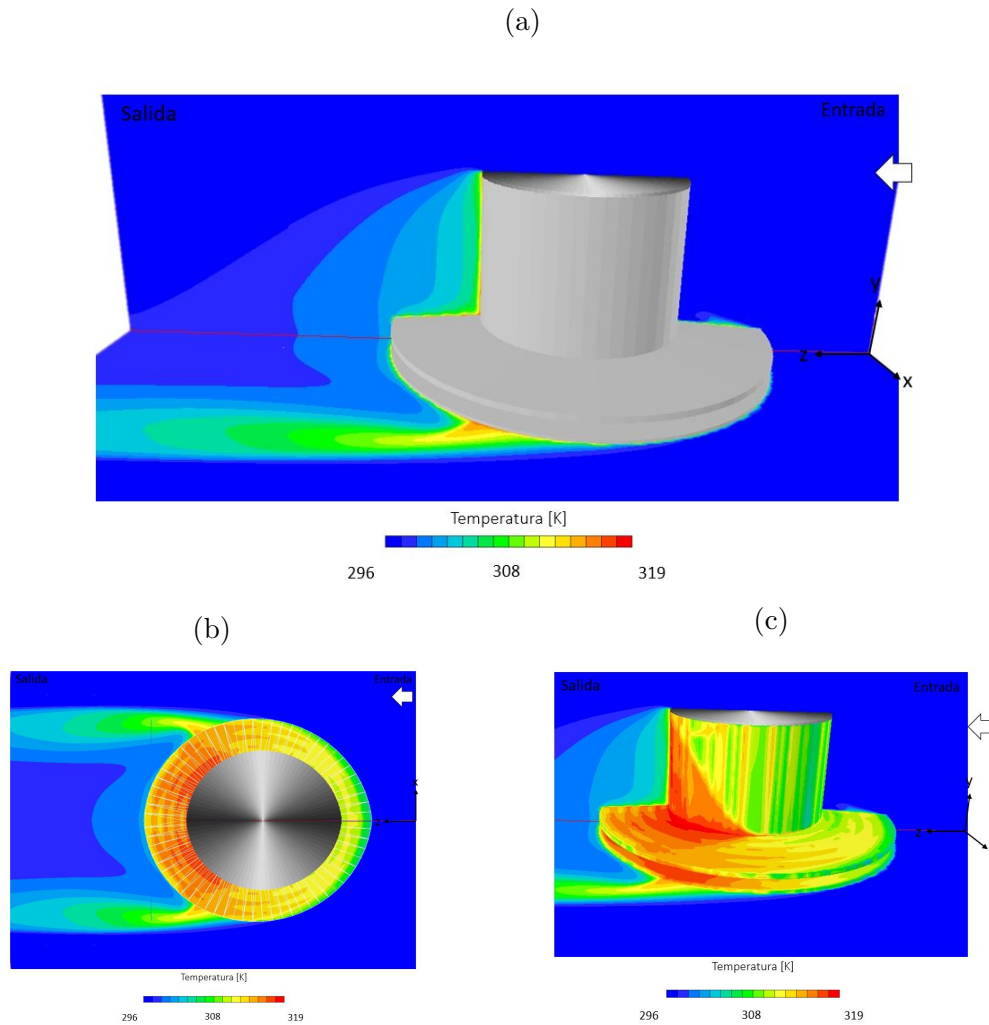 (a)
Salida
Entrada
y
z
x
Temperatura [K]
296 308 319
(b)
(c)
Salida
Entrada
x
z
Temperatura [K]
296 308 319
Salida
Entrada
y
z
Temperatura [K]
296 308 319